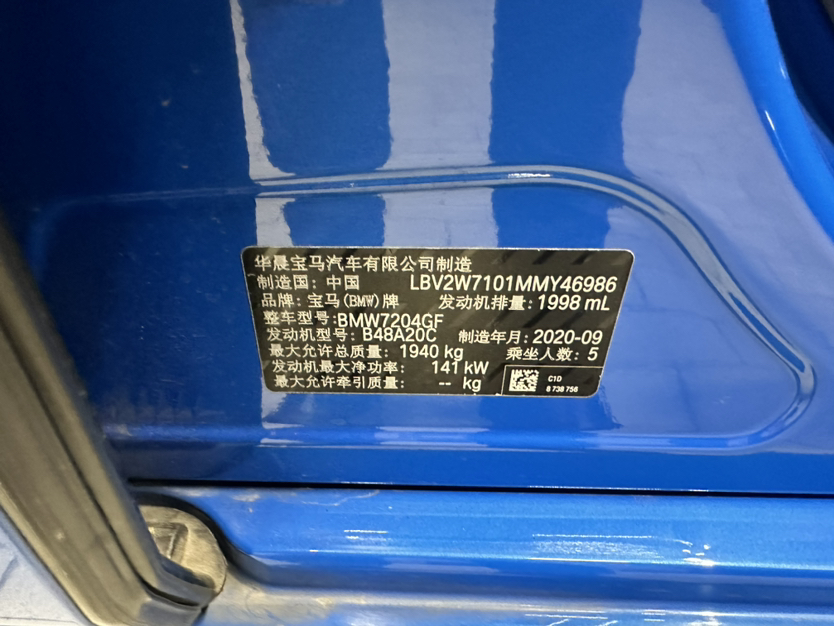 华晨宝马汽车有限公司制造
制造国: 中国 LBV2W7101MMY46986
品牌: 宝马(BMW)牌 发动机排量: 1998 mL
整车型号:BMW7204GF
发动机型号: B48A20C 制造年月: 2020-09
最大允许总质量: 1940 kg 乘坐人数: 5
发动机最大净功率: 141 kW
最大允许牵引质量: -- kg
C1D
8 738 756